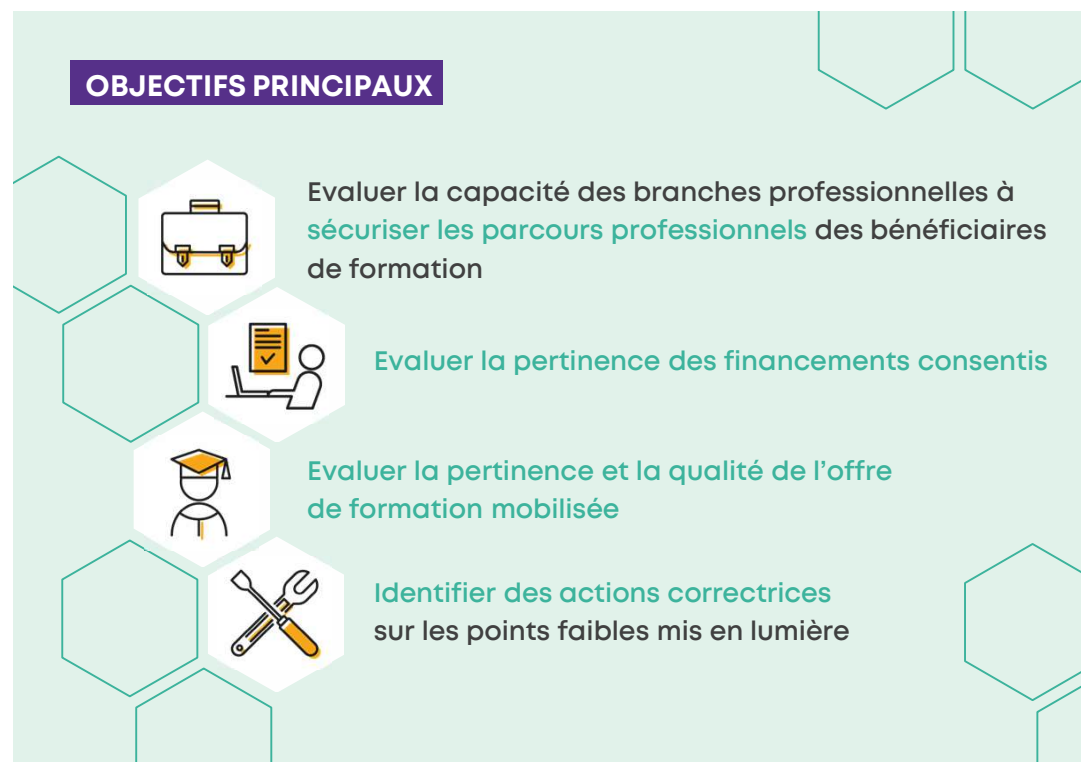 OBJECTIFS PRINCIPAUX
Evaluer la capacité des branches professionnelles à
sécuriser les parcours professionnels des bénéficiaires
de formation
Evaluer la pertinence des financements consentis
Evaluer la pertinence et la qualité de l’offre
de formation mobilisée
Identifier des actions correctrices
sur les points faibles mis en lumière